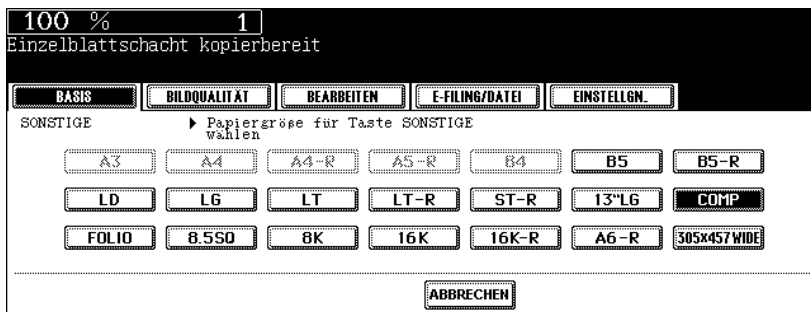 100 % 1
Einzelblattschacht kopierbereit
BASIS BILDQUALITÄT BEARBEITEN E-FILING/DATEI EINSTELLGN.
SONSTIGE ▶ Papiergröße für Taste SONSTIGE
wählen
A3 A4 A4-R A5-R B4 B5 B5-R
LD LG LT LT-R ST-R 13"LG COMP
FOLIO 8.5SQ 8K 16K 16K-R A6-R 305X457 WIDE
ABBRECHEN